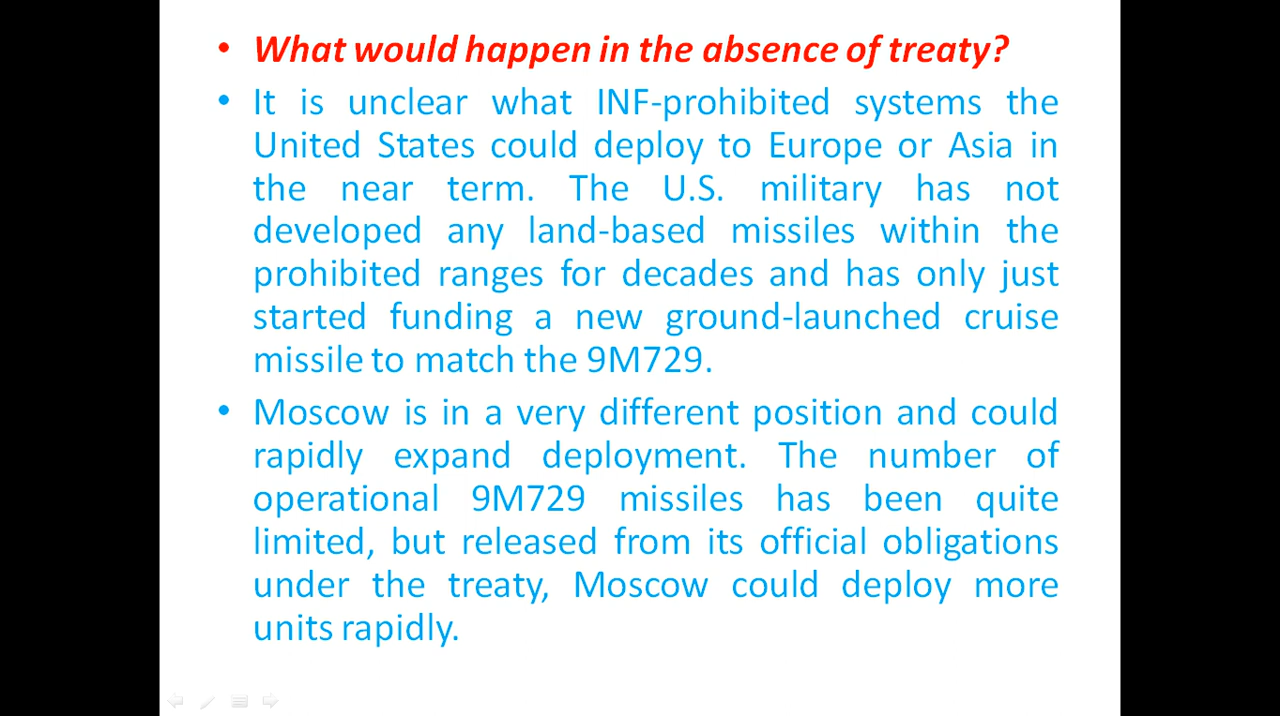 • What would happen in the absence of treaty?
• It is unclear what INF-prohibited systems the
United States could deploy to Europe or Asia in
the near term. The U.S. military has not
developed any land-based missiles within the
prohibited ranges for decades and has only just
started funding a new ground-launched cruise
missile to match the 9M729.
• Moscow is in a very different position and could
rapidly expand deployment. The number of
operational 9M729 missiles has been quite
limited, but released from its official obligations
under the treaty, Moscow could deploy more
units rapidly.